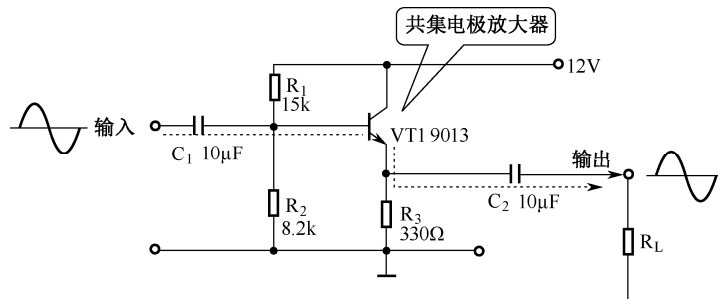 共集电极放大器
12V
R1
15k
输入
VT1 9013
C1 10μF
输出
R2
8.2k
C2 10μF
R3
330Ω
RL